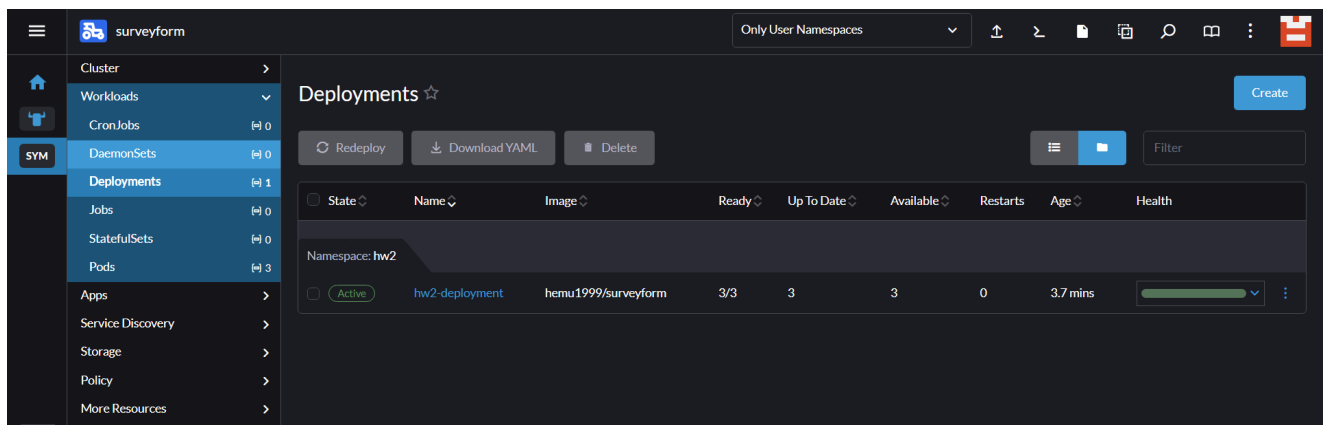 surveyform
Only User Namespaces
SYM
Cluster
Workloads
CronJobs 0
DaemonSets 0
Deployments 1
Jobs 0
StatefulSets 0
Pods 3
Apps
Service Discovery
Storage
Policy
More Resources
Deployments
Create
Redeploy Download YAML Delete
Filter
State Name Image Ready Up To Date Available Restarts Age Health
Namespace: hw2
Active hw2-deployment hemu1999/surveyform 3/3 3 3 0 3.7 mins